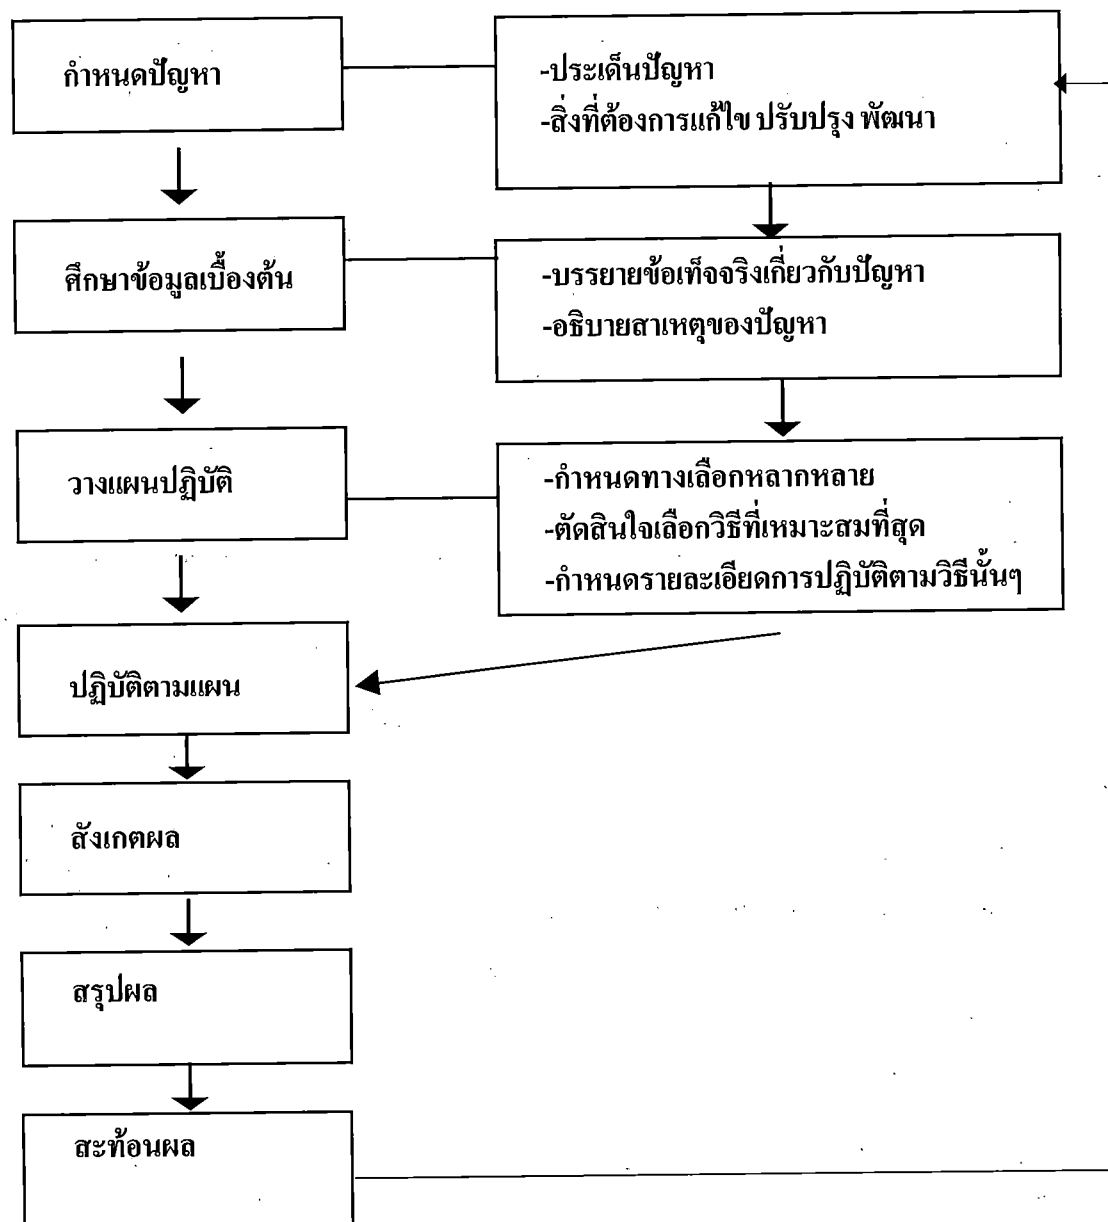 กำหนดปัญหา
-ประเด็นปัญหา
-สิ่งที่ต้องการแก้ไข ปรับปรุง พัฒนา
ศึกษาข้อมูลเบื้องต้น
-บรรยายข้อเท็จจริงเกี่ยวกับปัญหา
-อธิบายสาเหตุของปัญหา
วางแผนปฏิบัติ
-กำหนดทางเลือกหลากหลาย
-ตัดสินใจเลือกวิธีที่เหมาะสมที่สุด
-กำหนดรายละเอียดการปฏิบัติตามวิธีนั้นๆ
ปฏิบัติตามแผน
สังเกตผล
สรุปผล
สะท้อนผล